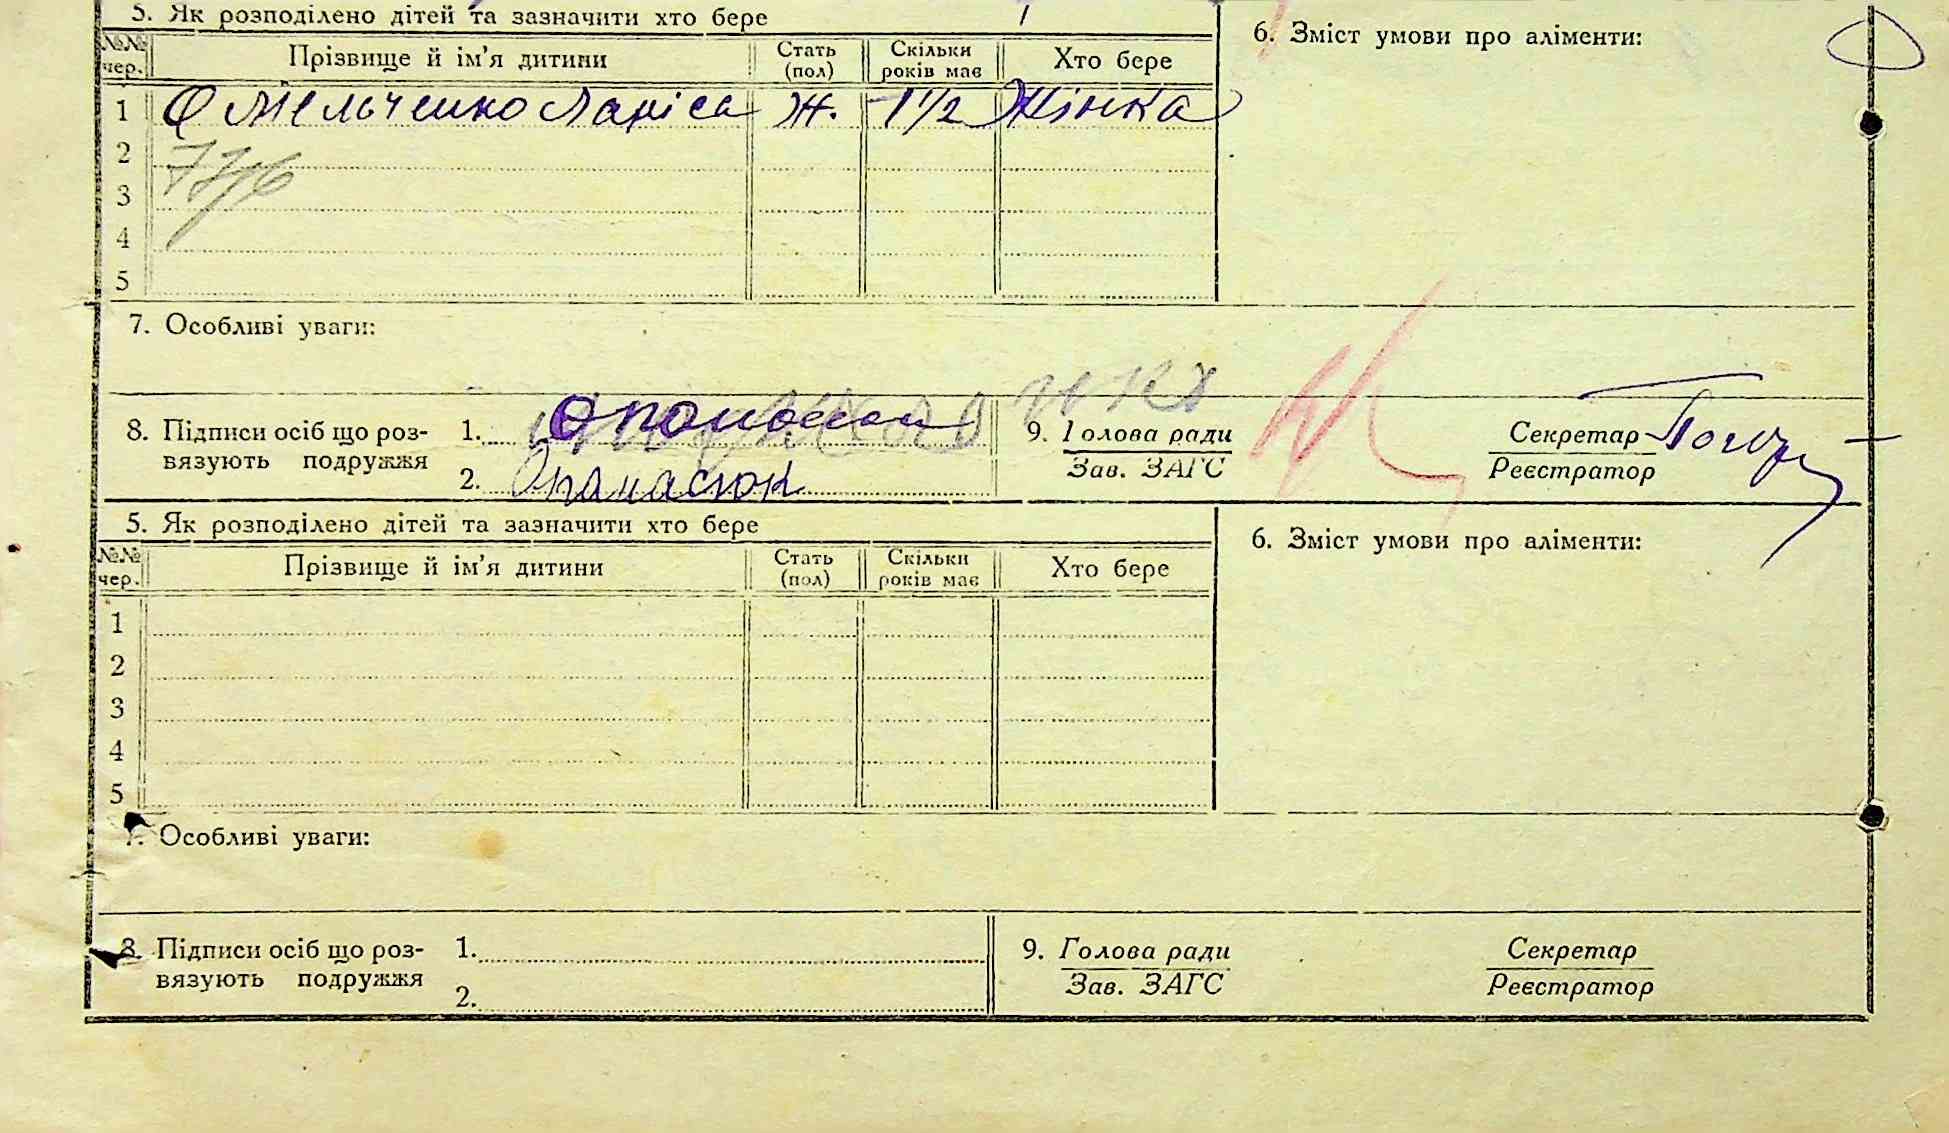 5. Як розподілено дітей та зазначити хто бере
6. Зміст умови про аліменти:
№№ чер. Прізвище й ім'я дитини Стать (пол) Скільки років має Хто бере
1 Омельченко Ларіса Ж. 1 1/2 Жінка
2
3
4
5
7. Особливі уваги:
8. Підписи осіб що роз-
вязують подружжя
1.
2. Опанасюк
9. Голова ради
Зав. ЗАГС
Секретар
Реєстратор
5. Як розподілено дітей та зазначити хто бере
6. Зміст умови про аліменти:
№№ чер. Прізвище й ім'я дитини Стать (пол) Скільки років має Хто бере
1
2
3
4
5
7. Особливі уваги:
8. Підписи осіб що роз-
вязують подружжя
1.
2.
9. Голова ради
Зав. ЗАГС
Секретар
Реєстратор